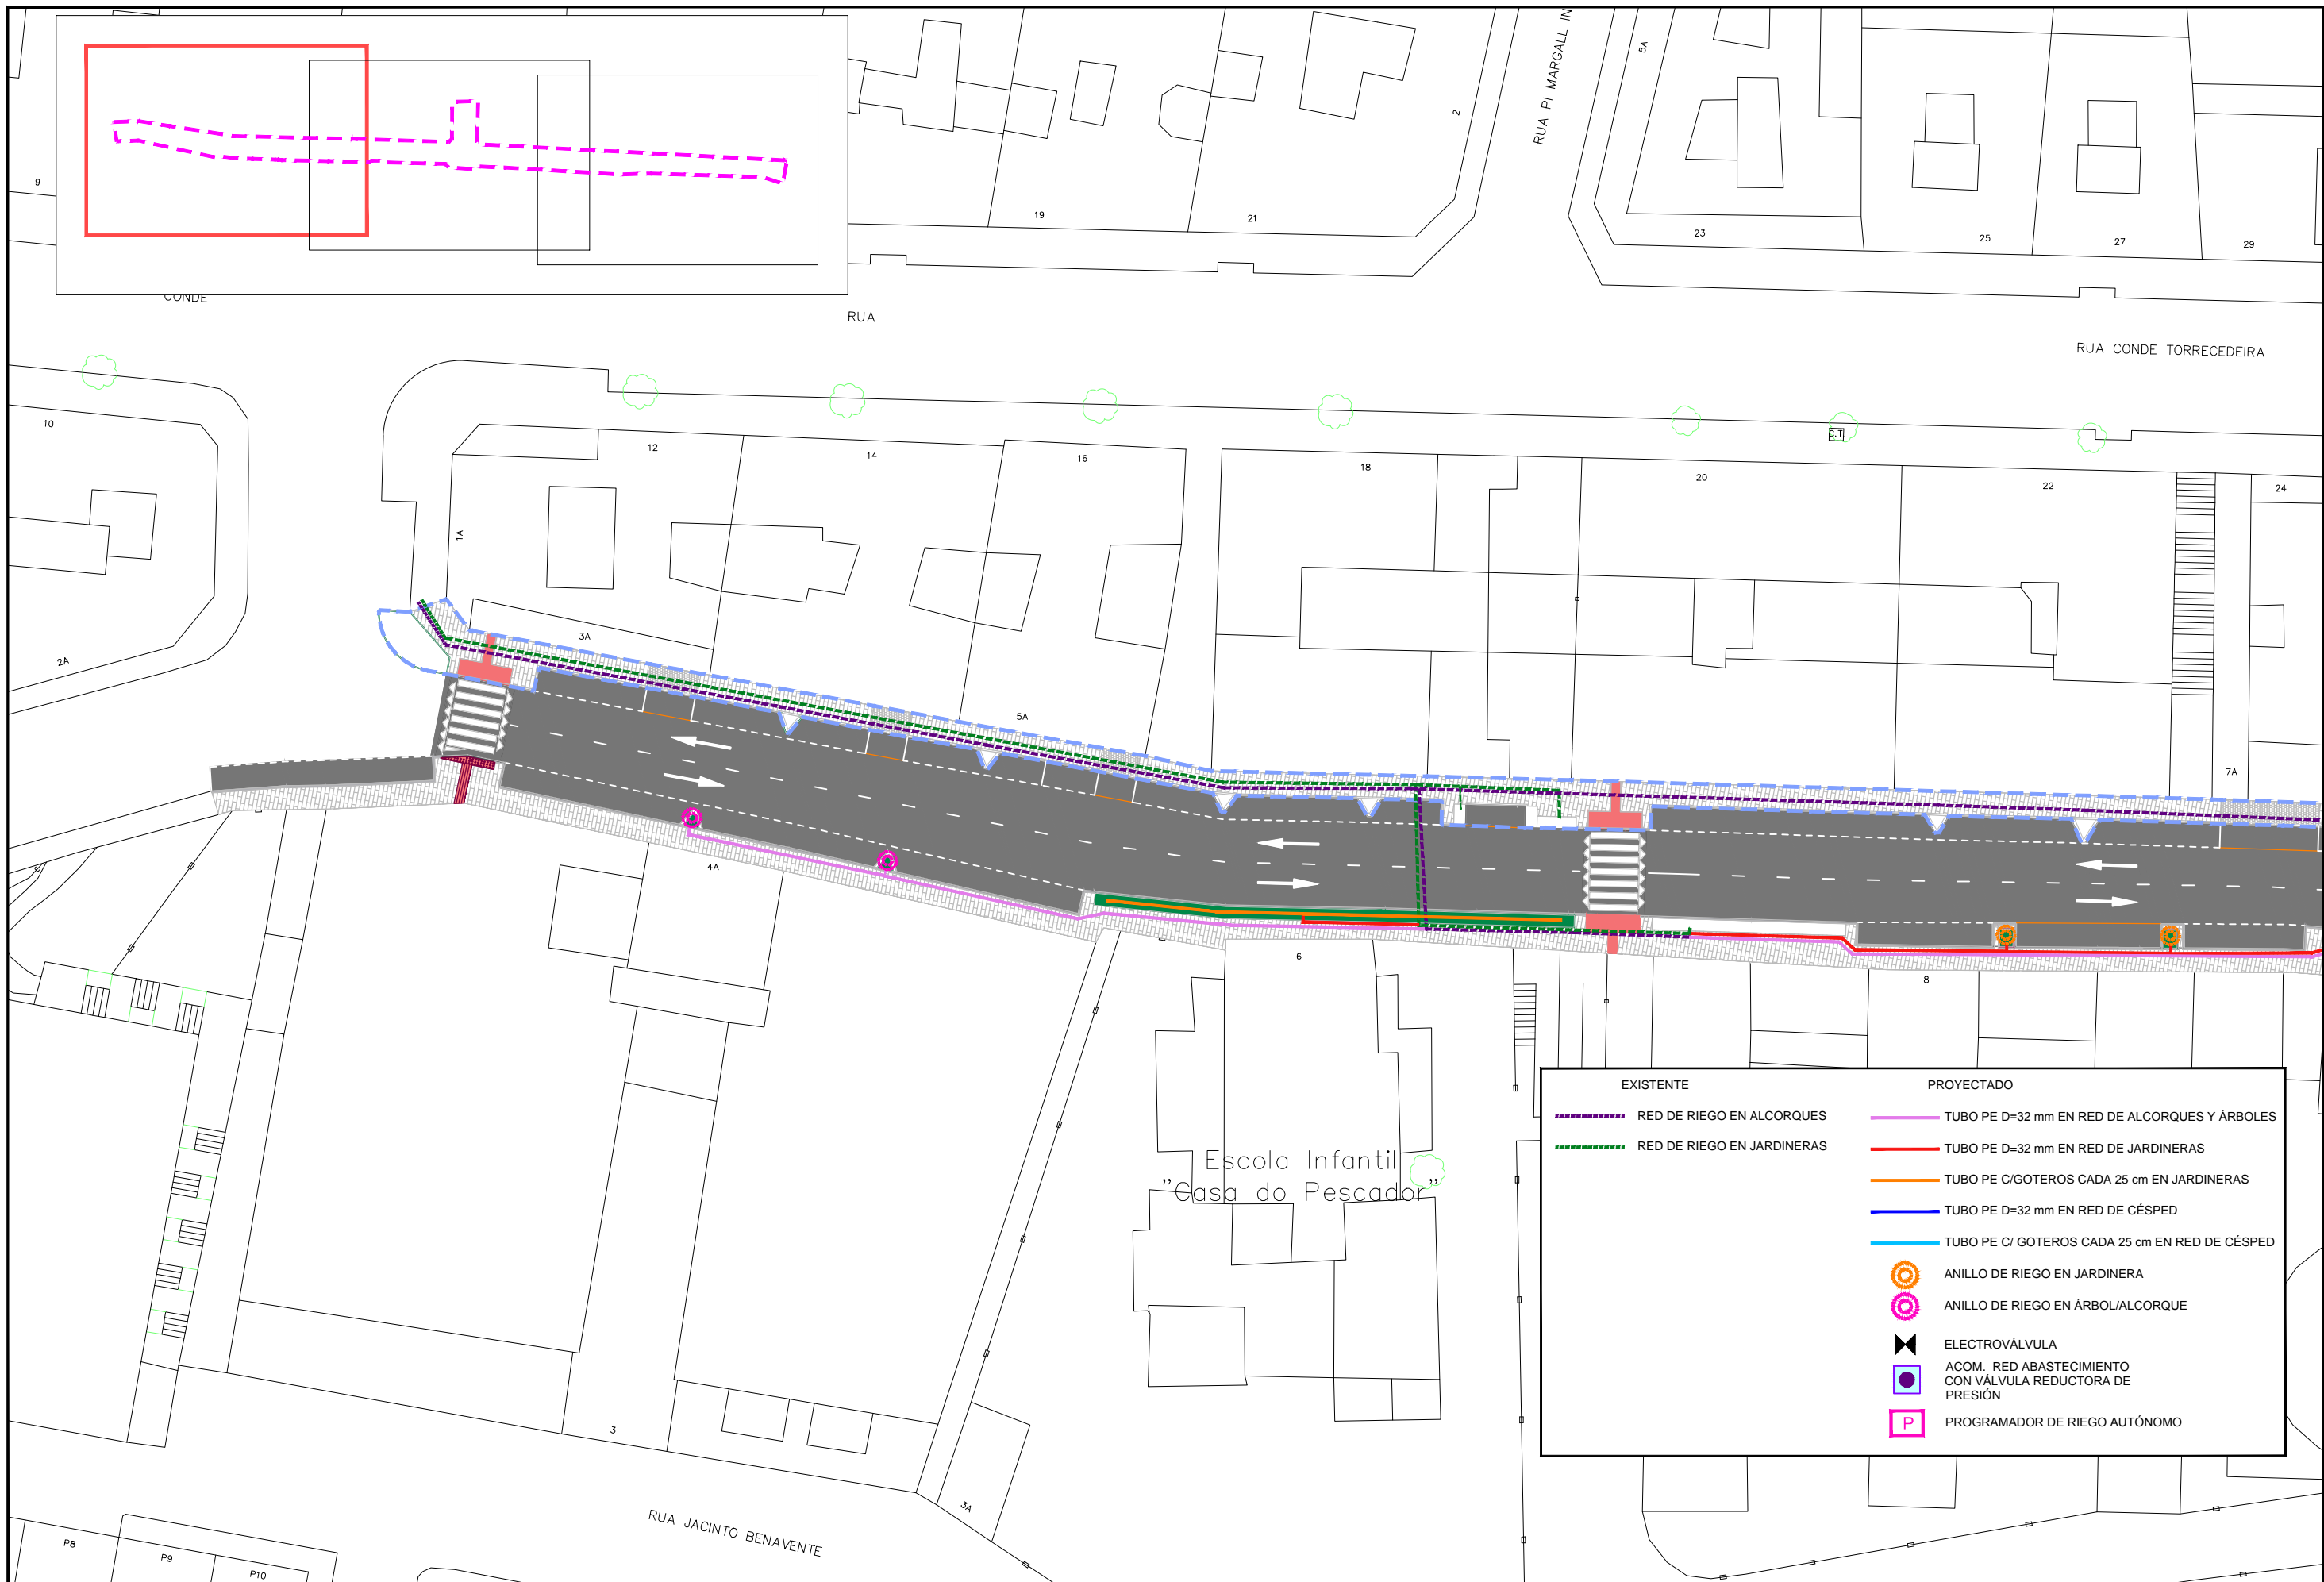 RUA PI MARGALL IN
5A
2
9
19
21
23
25
27
29
CONDE
RUA
RUA CONDE TORRECEDEIRA
10
12
14
16
18
20
C.T
22
24
1A
2A
3A
5A
7A
4A
6
8
Escola Infantil
"Casa do Pescador"
3
3A
RUA JACINTO BENAVENTE
P8
P9
P10
EXISTENTE
RED DE RIEGO EN ALCORQUES
RED DE RIEGO EN JARDINERAS
PROYECTADO
TUBO PE D=32 mm EN RED DE ALCORQUES Y ÁRBOLES
TUBO PE D=32 mm EN RED DE JARDINERAS
TUBO PE C/GOTEROS CADA 25 cm EN JARDINERAS
TUBO PE D=32 mm EN RED DE CÉSPED
TUBO PE C/ GOTEROS CADA 25 cm EN RED DE CÉSPED
ANILLO DE RIEGO EN JARDINERA
ANILLO DE RIEGO EN ÁRBOL/ALCORQUE
ELECTROVÁLVULA
ACOM. RED ABASTECIMIENTO
CON VÁLVULA REDUCTORA DE
PRESIÓN
P PROGRAMADOR DE RIEGO AUTÓNOMO